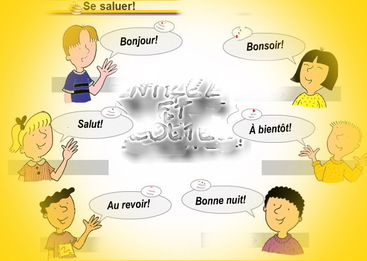 Se saluer!
Bonjour!
Bonsoir!
Salut!
À bientôt!
Au revoir!
Bonne nuit!